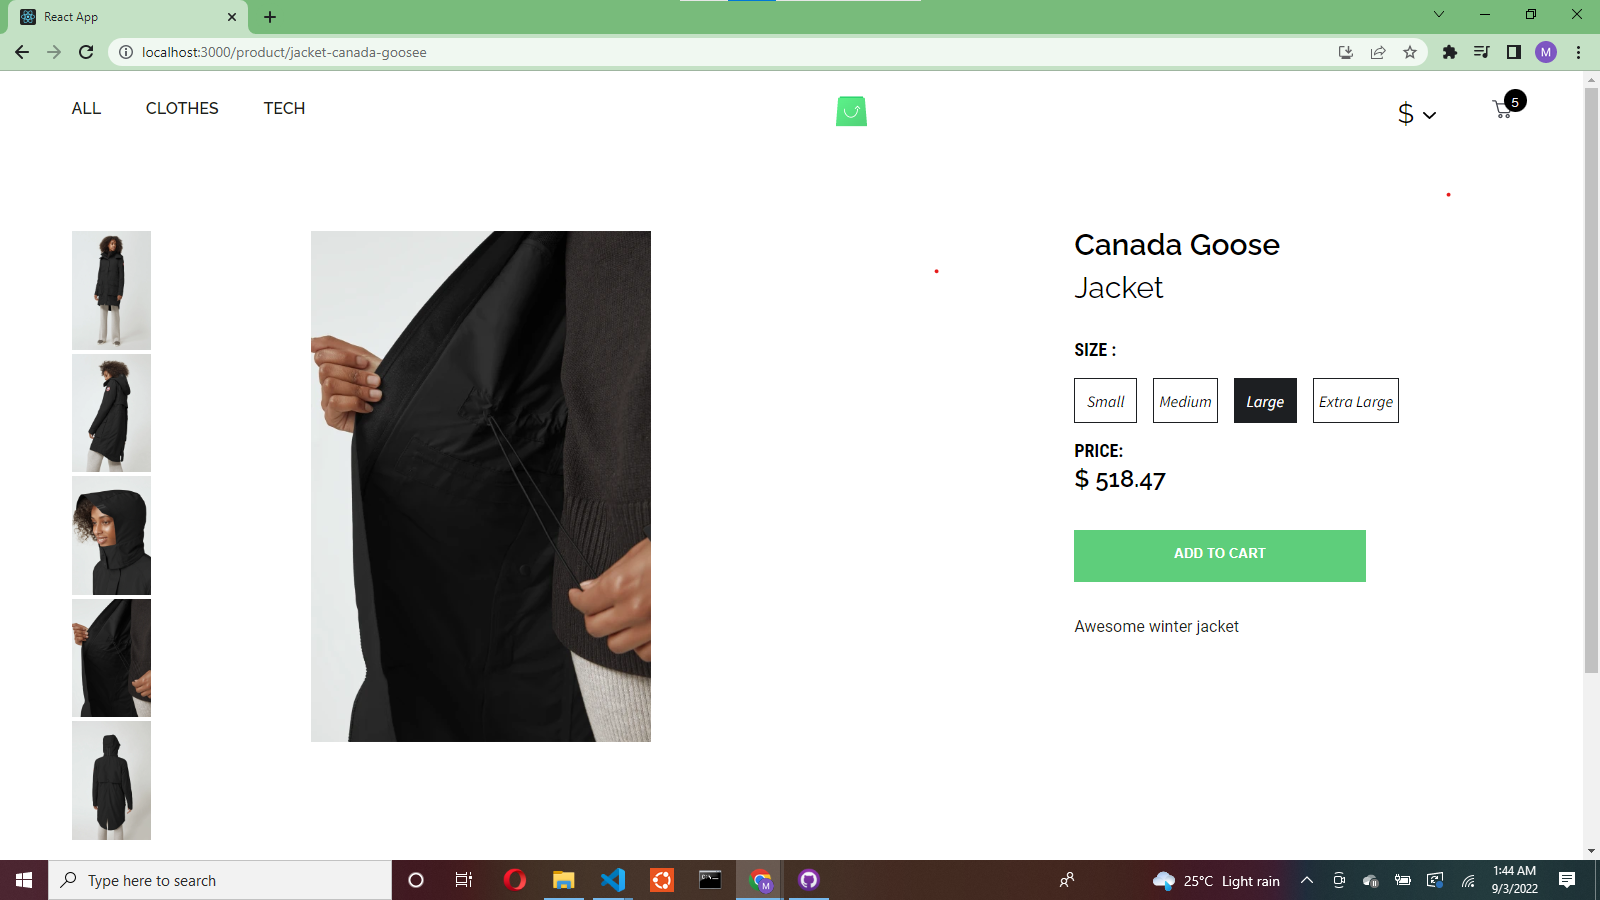 React App
localhost:3000/product/jacket-canada-goosee
M
ALL CLOTHES TECH
$
5
Canada Goose
Jacket
SIZE :
Small Medium Large Extra Large
PRICE:
$ 518.47
ADD TO CART
Awesome winter jacket
Type here to search
M
25°C Light rain
1:44 AM
9/3/2022